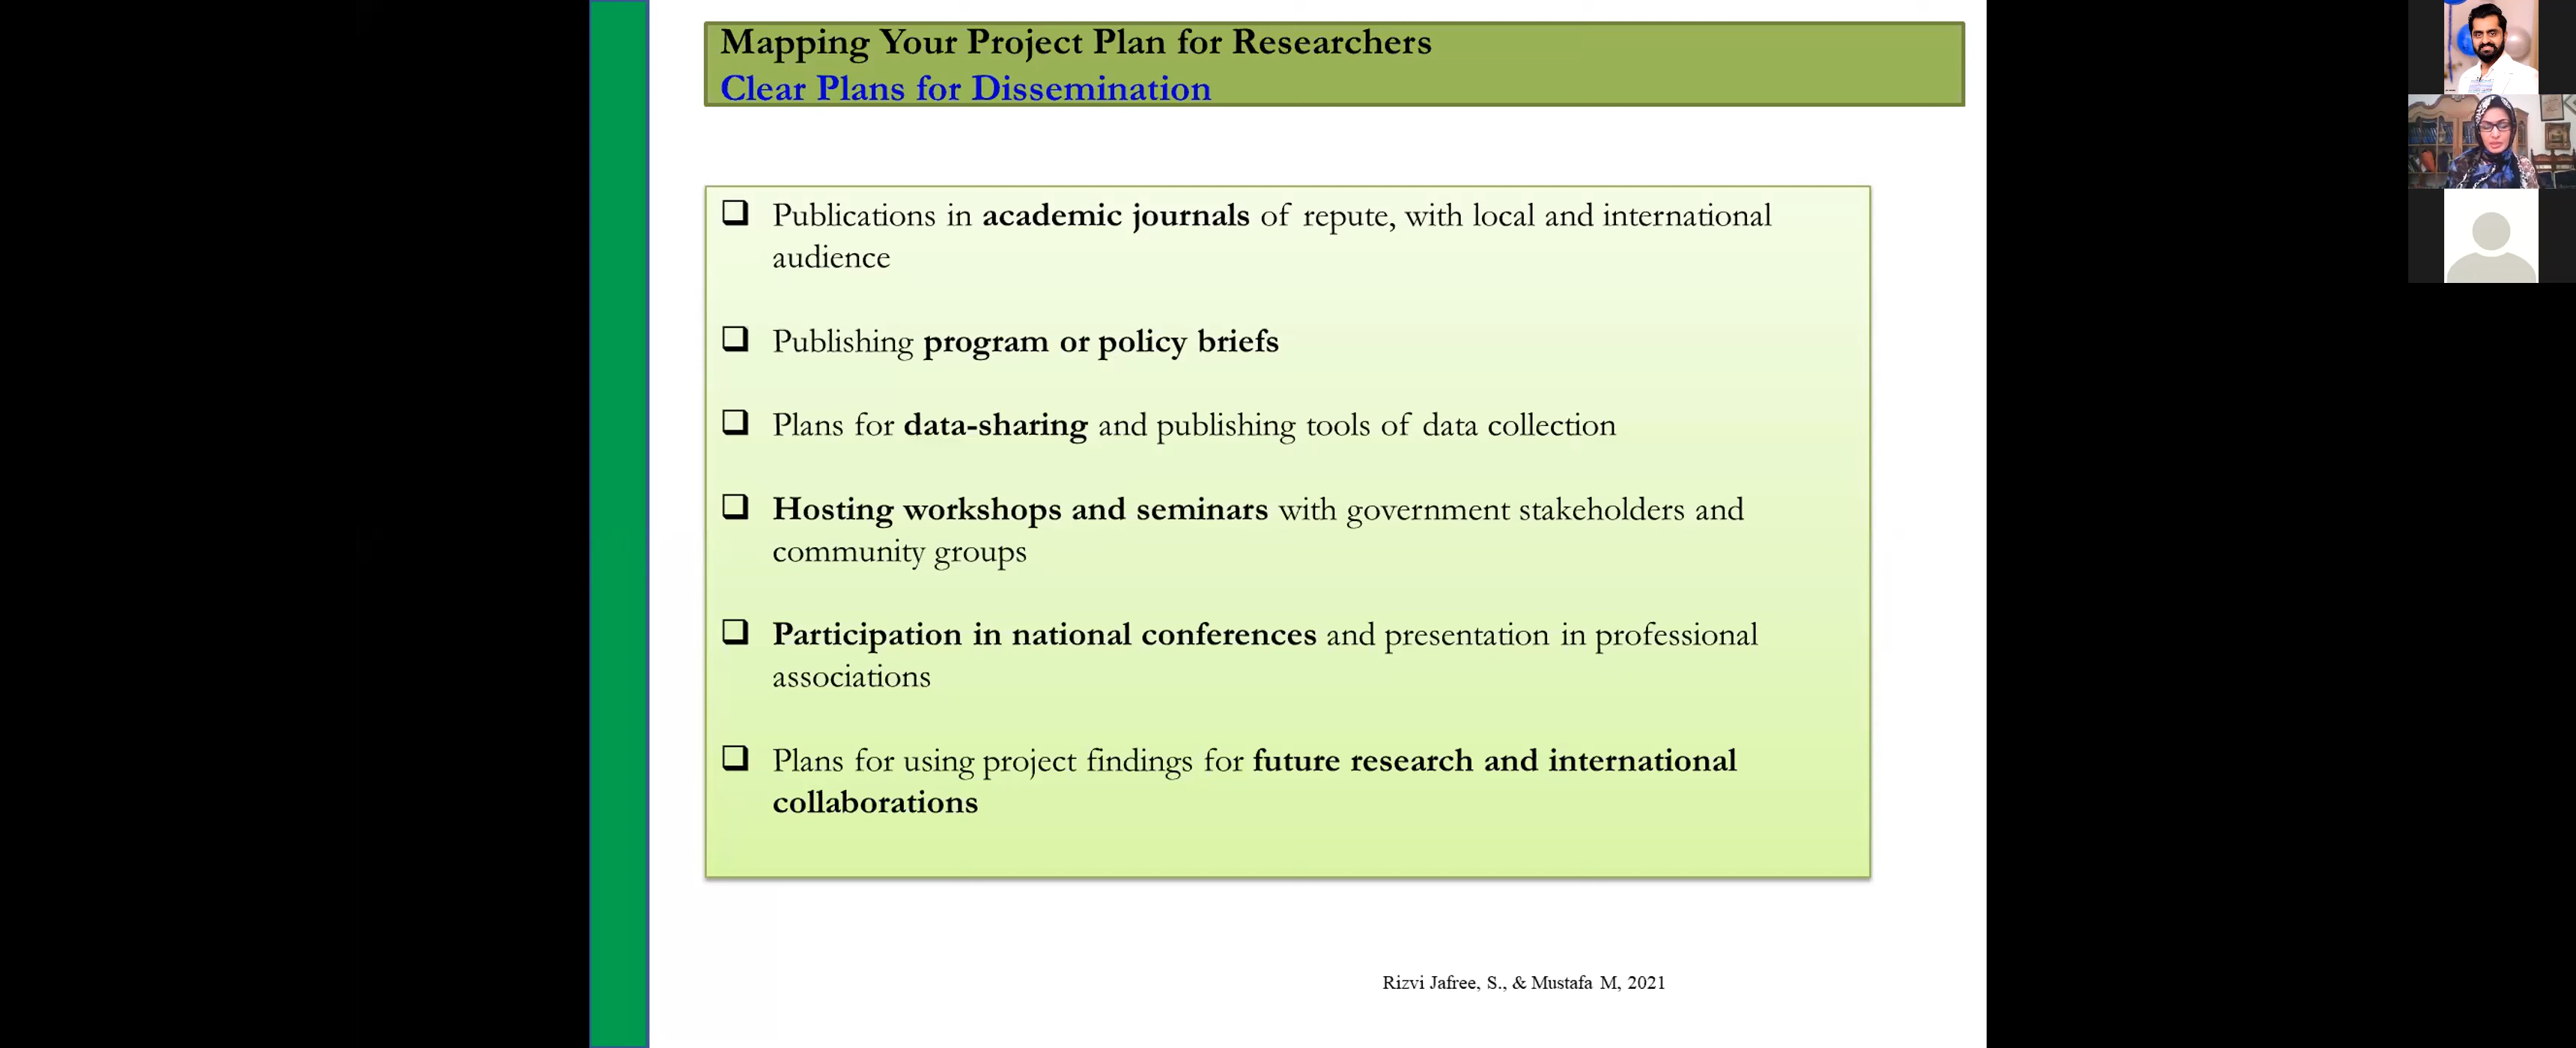 Mapping Your Project Plan for Researchers
Clear Plans for Dissemination
Publications in academic journals of repute, with local and international
audience
Publishing program or policy briefs
Plans for data-sharing and publishing tools of data collection
Hosting workshops and seminars with government stakeholders and
community groups
Participation in national conferences and presentation in professional
associations
Plans for using project findings for future research and international
collaborations
Rizvi Jafree, S., & Mustafa M, 2021